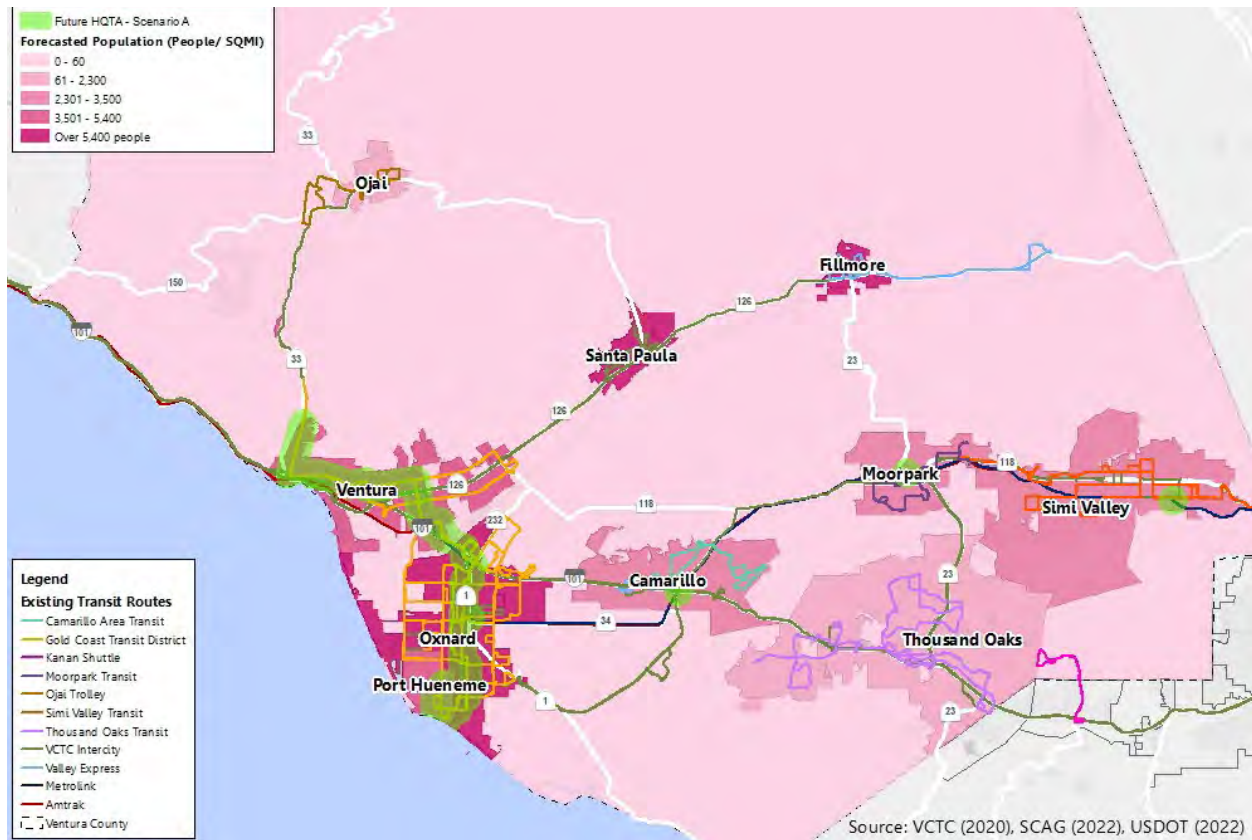 Future HQTA - Scenario A
Forecasted Population (People/ SQMI)
0 - 60
61 - 2,300
2,301 - 3,500
3,501 - 5,400
Over 5,400 people
33
Ojai
150
Fillmore
126
101
Santa Paula
33
23
126
Moorpark
118
Ventura
126
Simi Valley
118
101
232
Camarillo
101
23
1
34
Oxnard
Thousand Oaks
Port Hueneme
1
23
Legend
Existing Transit Routes
Camarillo Area Transit
Gold Coast Transit District
Kanan Shuttle
Moorpark Transit
Ojai Trolley
Simi Valley Transit
Thousand Oaks Transit
VCTC Intercity
Valley Express
Metrolink
Amtrak
Ventura County
Source: VCTC (2020), SCAG (2022), USDOT (2022)